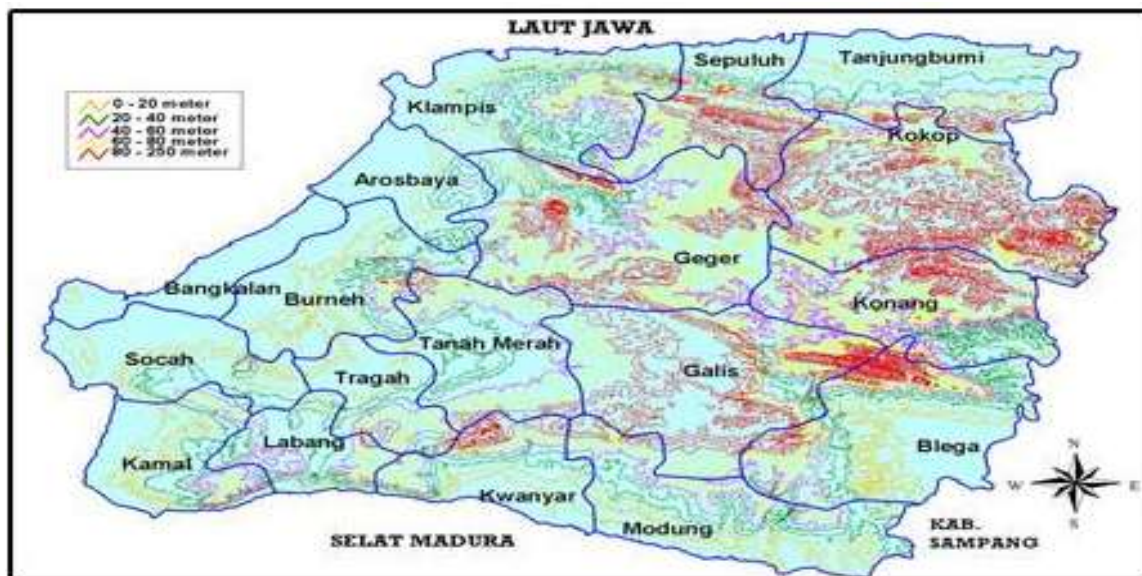 LAUT JAWA
Sepuluh
Tanjungbumi
0 - 20 meter
20 - 40 meter
40 - 60 meter
60 - 80 meter
80 - 250 meter
Klampis
Kokop
Arosbaya
Geger
Bangkalan
Burneh
Konang
Socah
Tanah Merah
Tragah
Galis
Labang
Kamal
Blega
Kwanyar
Modung
N
W
E
S
SELAT MADURA
KAB.
SAMPANG